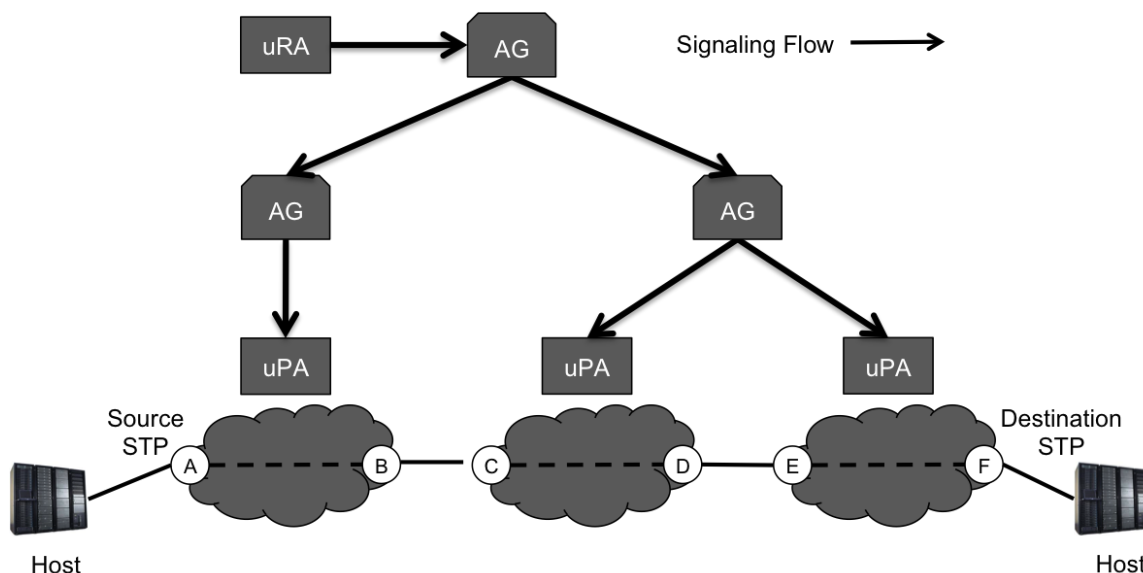 uRA
AG
Signaling Flow
AG
AG
uPA
uPA
uPA
Source
STP
Destination
STP
A
B
C
D
E
F
Host
Host